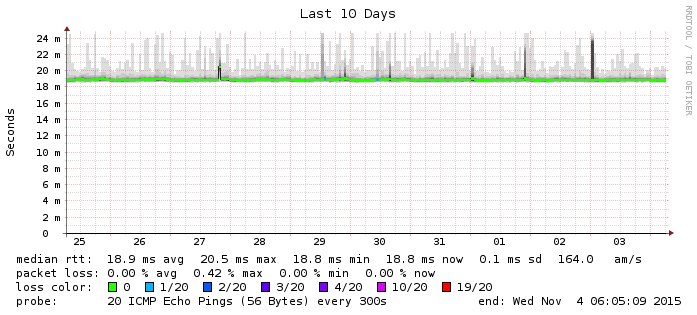 Last 10 Days
RRDTOOL / TOBI OETIKER
Seconds
24 m
22 m
20 m
18 m
16 m
14 m
12 m
10 m
8 m
6 m
4 m
2 m
0
25 26 27 28 29 30 31 01 02 03
median rtt: 18.9 ms avg 20.5 ms max 18.8 ms min 18.8 ms now 0.1 ms sd 164.0 am/s
packet loss: 0.00 % avg 0.42 % max 0.00 % min 0.00 % now
loss color: 0 1/20 2/20 3/20 4/20 10/20 19/20
probe: 20 ICMP Echo Pings (56 Bytes) every 300s end: Wed Nov 4 06:05:09 2015